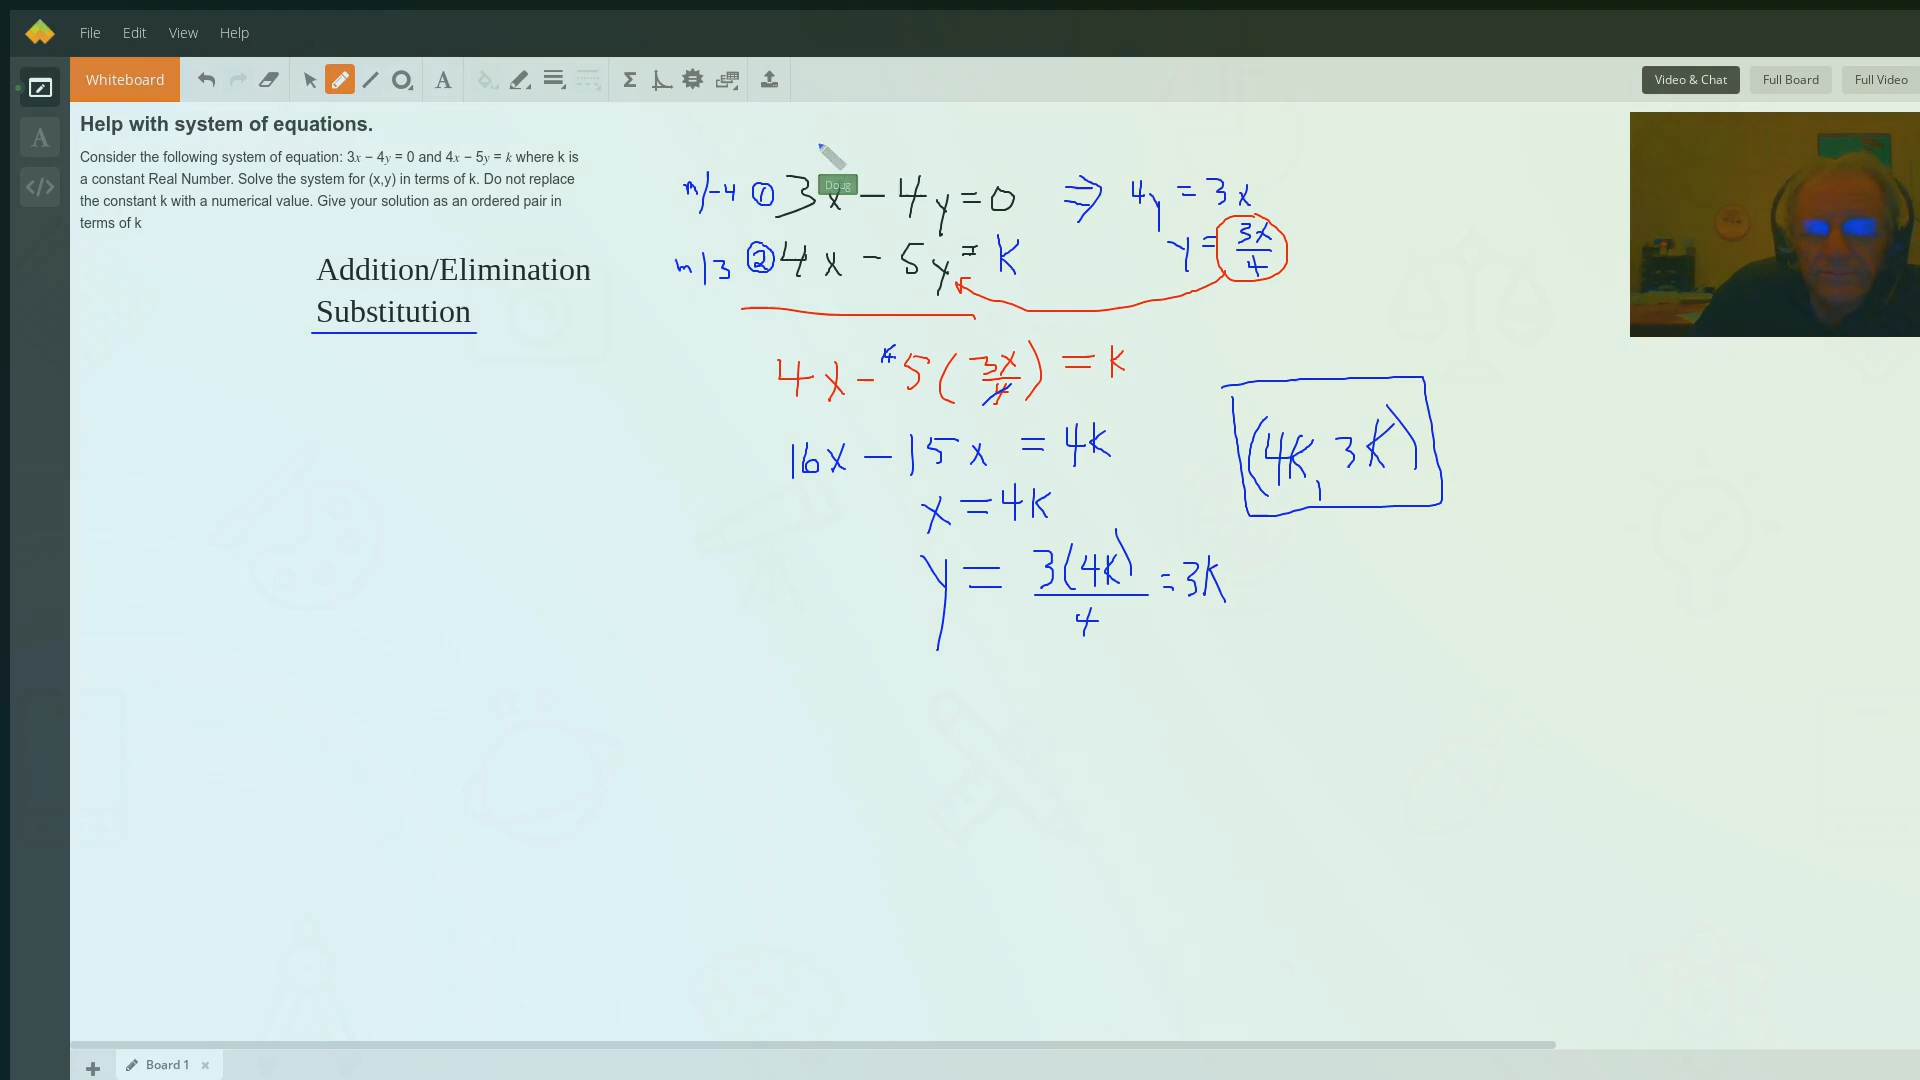 File Edit View Help
Whiteboard
Video & Chat Full Board Full Video
Help with system of equations.
Consider the following system of equation: 3x − 4y = 0 and 4x − 5y = k where k is
a constant Real Number. Solve the system for (x,y) in terms of k. Do not replace
the constant k with a numerical value. Give your solution as an ordered pair in
terms of k
Addition/Elimination
Substitution
Doug
m/-4 ① 3x − 4y = 0 ⇒ 4y = 3x
y = 3x/4
m/3 ② 4x − 5y = K
4x − 5(3x/4) = K
16x − 15x = 4K
x = 4K
y = 3(4K)/4 = 3K
(4K, 3K)
Board 1